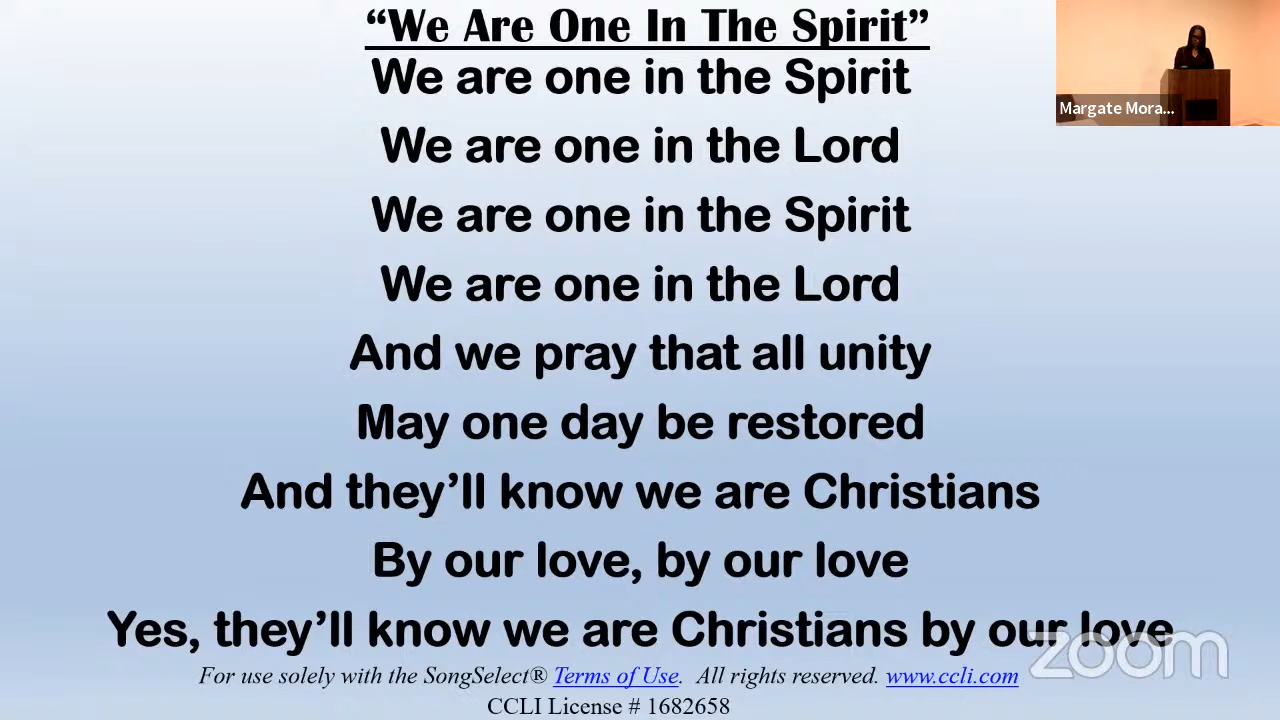 “We Are One In The Spirit”
We are one in the Spirit
We are one in the Lord
We are one in the Spirit
We are one in the Lord
And we pray that all unity
May one day be restored
And they’ll know we are Christians
By our love, by our love
Yes, they’ll know we are Christians by our love
For use solely with the SongSelect® Terms of Use. All rights reserved. www.ccli.com
CCLI License # 1682658
Margate Mora...
zoom